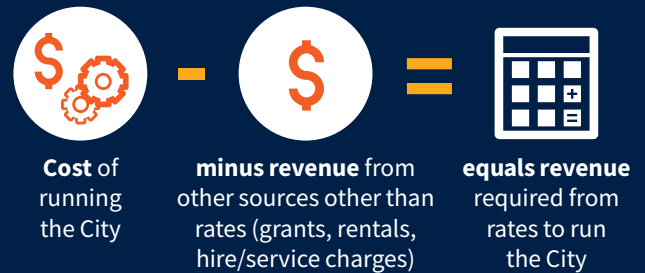 $
-
$
=
+
=
Cost of
running
the City
minus revenue from
other sources other than
rates (grants, rentals,
hire/service charges)
equals revenue
required from
rates to run
the City